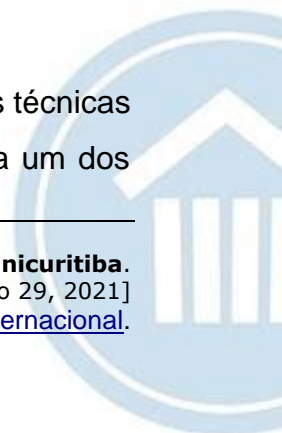 s técnicas
a um dos
nicuritiba.
o 29, 2021]
ernacional.